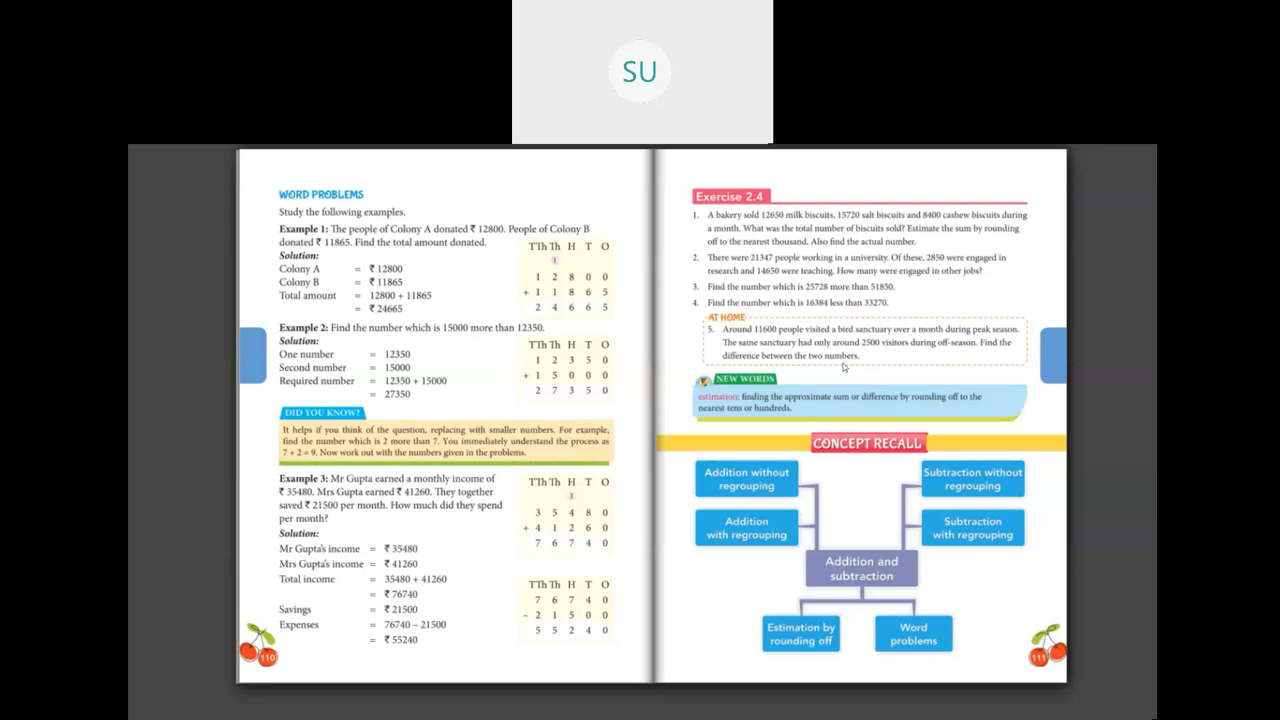 SU
WORD PROBLEMS
Study the following examples.
Example 1: The people of Colony A donated ₹ 12800. People of Colony B
donated ₹ 11865. Find the total amount donated.
Solution:
Colony A = ₹ 12800
Colony B = ₹ 11865
Total amount = 12800 + 11865
= ₹ 24665
TTh Th H T O
1
1 2 8 0 0
+ 1 1 8 6 5
2 4 6 6 5
Example 2: Find the number which is 15000 more than 12350.
Solution:
One number = 12350
Second number = 15000
Required number = 12350 + 15000
= 27350
TTh Th H T O
1 2 3 5 0
+ 1 5 0 0 0
2 7 3 5 0
DID YOU KNOW?
It helps if you think of the question, replacing with smaller numbers. For example,
find the number which is 2 more than 7. You immediately understand the process as
7 + 2 = 9. Now work out with the numbers given in the problems.
Example 3: Mr Gupta earned a monthly income of
₹ 35480. Mrs Gupta earned ₹ 41260. They together
saved ₹ 21500 per month. How much did they spend
per month?
Solution:
Mr Gupta's income = ₹ 35480
Mrs Gupta's income = ₹ 41260
Total income = 35480 + 41260
= ₹ 76740
Savings = ₹ 21500
Expenses = 76740 – 21500
= ₹ 55240
TTh Th H T O
1
3 5 4 8 0
+ 4 1 2 6 0
7 6 7 4 0
TTh Th H T O
7 6 7 4 0
– 2 1 5 0 0
5 5 2 4 0
110
Exercise 2.4
1. A bakery sold 12650 milk biscuits, 15720 salt biscuits and 8400 cashew biscuits during
a month. What was the total number of biscuits sold? Estimate the sum by rounding
off to the nearest thousand. Also find the actual number.
2. There were 21347 people working in a university. Of these, 2850 were engaged in
research and 14650 were teaching. How many were engaged in other jobs?
3. Find the number which is 25728 more than 51850.
4. Find the number which is 16384 less than 33270.
AT HOME
5. Around 11600 people visited a bird sanctuary over a month during peak season.
The same sanctuary had only around 2500 visitors during off-season. Find the
difference between the two numbers.
NEW WORDS
estimation: finding the approximate sum or difference by rounding off to the
nearest tens or hundreds.
CONCEPT RECALL
Addition without
regrouping
Subtraction without
regrouping
Addition
with regrouping
Subtraction
with regrouping
Addition and
subtraction
Estimation by
rounding off
Word
problems
111